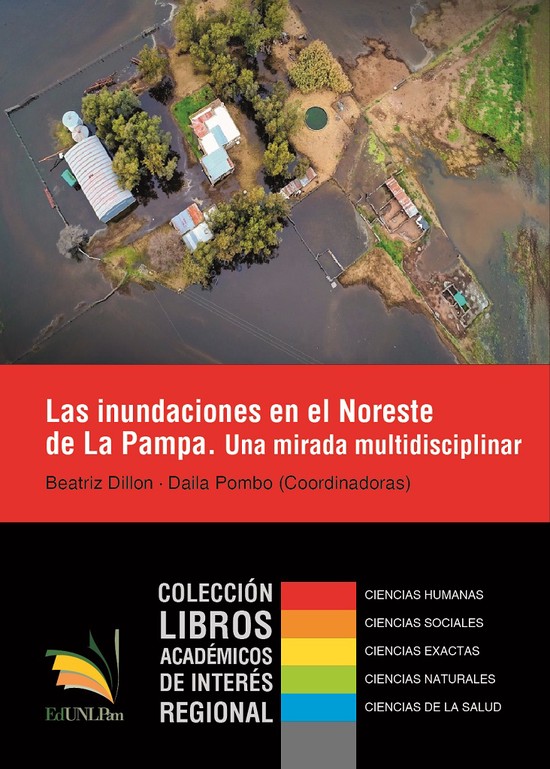 Las inundaciones en el Noreste
de La Pampa. Una mirada multidisciplinar
Beatriz Dillon · Daila Pombo (Coordinadoras)
COLECCIÓN
LIBROS
ACADÉMICOS
DE INTERÉS
REGIONAL
CIENCIAS HUMANAS
CIENCIAS SOCIALES
CIENCIAS EXACTAS
CIENCIAS NATURALES
CIENCIAS DE LA SALUD
EdUNLPam